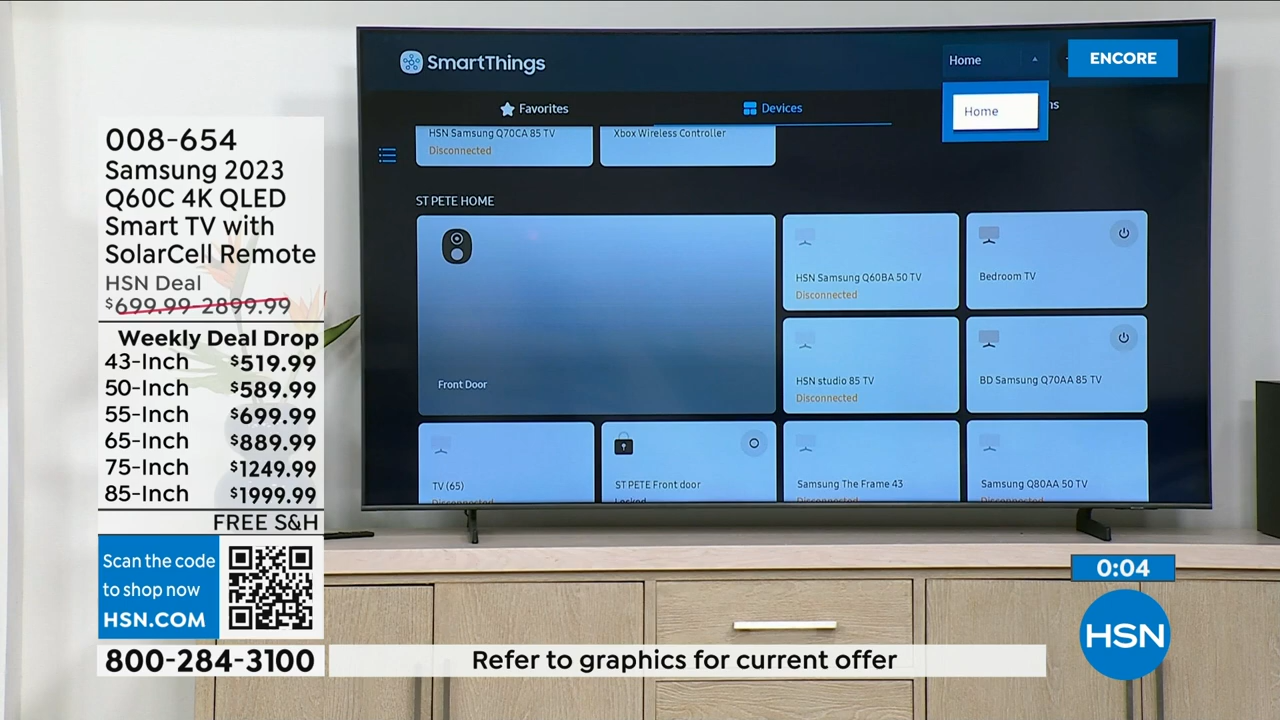 008-654
Samsung 2023
Q60C 4K QLED
Smart TV with
SolarCell Remote
HSN Deal
$699.99-2899.99
Weekly Deal Drop
43-Inch $519.99
50-Inch $589.99
55-Inch $699.99
65-Inch $889.99
75-Inch $1249.99
85-Inch $1999.99
FREE S&H
Scan the code
to shop now
HSN.COM
800-284-3100
SmartThings
Home
ENCORE
Favorites
Devices
Home
HSN Samsung Q70CA 85 TV
Disconnected
Xbox Wireless Controller
ST PETE HOME
Front Door
HSN Samsung Q60BA 50 TV
Disconnected
Bedroom TV
HSN studio 85 TV
Disconnected
BD Samsung Q70AA 85 TV
TV (65)
Disconnected
ST PETE Front door
Locked
Samsung The Frame 43
Disconnected
Samsung Q80AA 50 TV
Disconnected
0:04
HSN
Refer to graphics for current offer